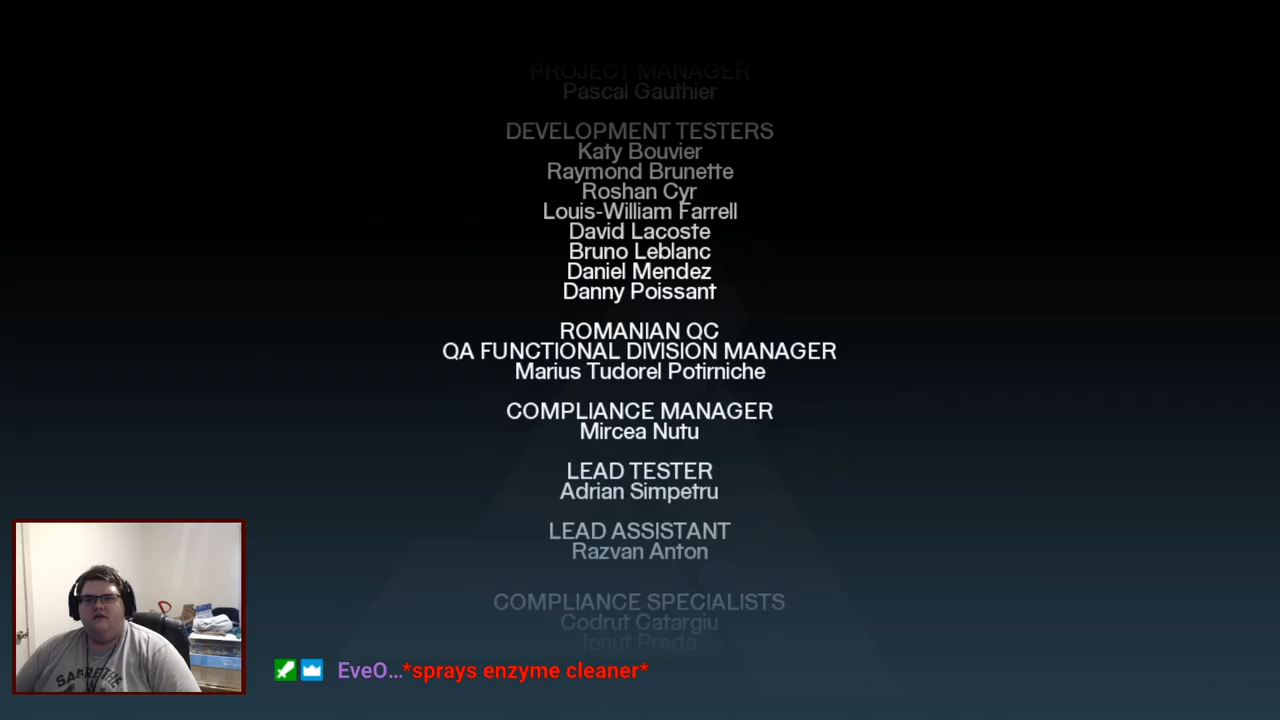 PROJECT MANAGER
Pascal Gauthier
DEVELOPMENT TESTERS
Katy Bouvier
Raymond Brunette
Roshan Cyr
Louis-William Farrell
David Lacoste
Bruno Leblanc
Daniel Mendez
Danny Poissant
ROMANIAN QC
QA FUNCTIONAL DIVISION MANAGER
Marius Tudorel Potirniche
COMPLIANCE MANAGER
Mircea Nutu
LEAD TESTER
Adrian Simpetru
LEAD ASSISTANT
Razvan Anton
COMPLIANCE SPECIALISTS
Codrut Catargiu
Ionut Preda
EveO...*sprays enzyme cleaner*